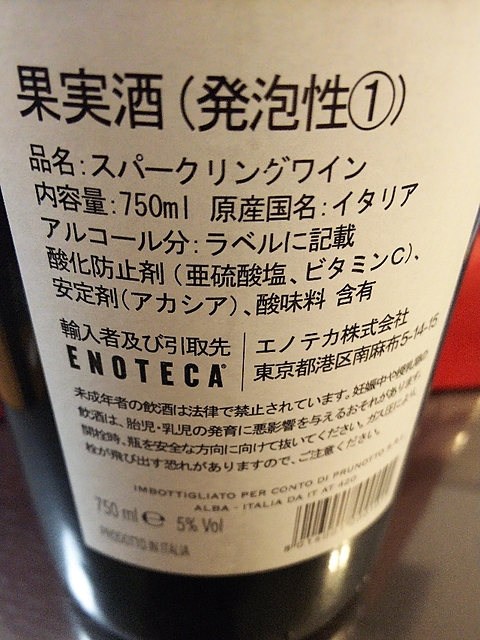 果実酒(発泡性①)
品名:スパークリングワイン
内容量:750ml 原産国名:イタリア
アルコール分:ラベルに記載
酸化防止剤(亜硫酸塩、ビタミンC)、
安定剤(アカシア)、酸味料 含有
輸入者及び引取先
ENOTECA
エノテカ株式会社
東京都港区南麻布5-14-15
未成年者の飲酒は法律で禁止されています。妊娠中や授乳期の
飲酒は、胎児・乳児の発育に悪影響を与えるおそれがあります。
開栓時、瓶を安全な方向に向けて抜いてください。ガス圧により、
栓が飛び出す恐れがありますので、ご注意ください。
IMBOTTIGLIATO PER CONTO DI PRUNOTTO S.R.L.
ALBA - ITALIA DA IT AT 420
750 ml ℮ 5% Vol
PRODOTTO IN ITALIA